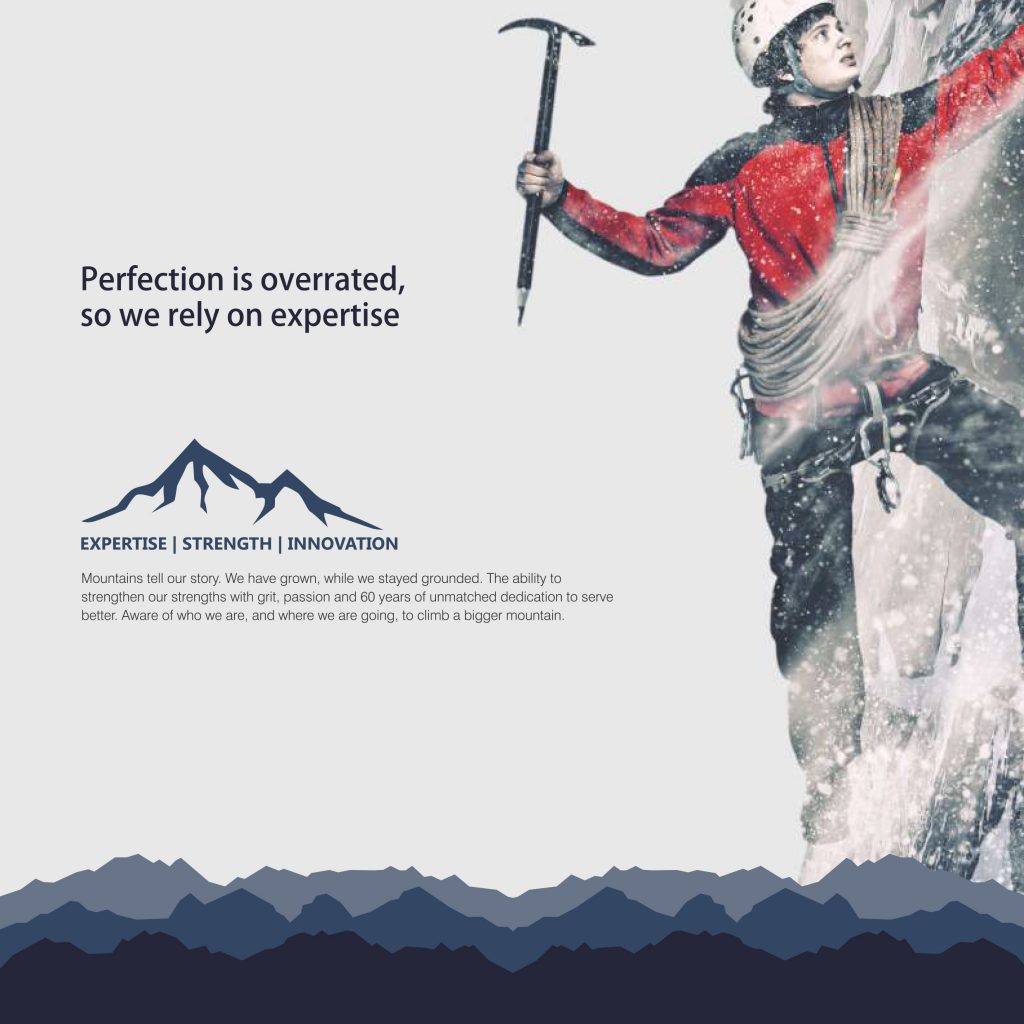 Perfection is overrated,
so we rely on expertise
EXPERTISE | STRENGTH | INNOVATION
Mountains tell our story. We have grown, while we stayed grounded. The ability to
strengthen our strengths with grit, passion and 60 years of unmatched dedication to serve
better. Aware of who we are, and where we are going, to climb a bigger mountain.